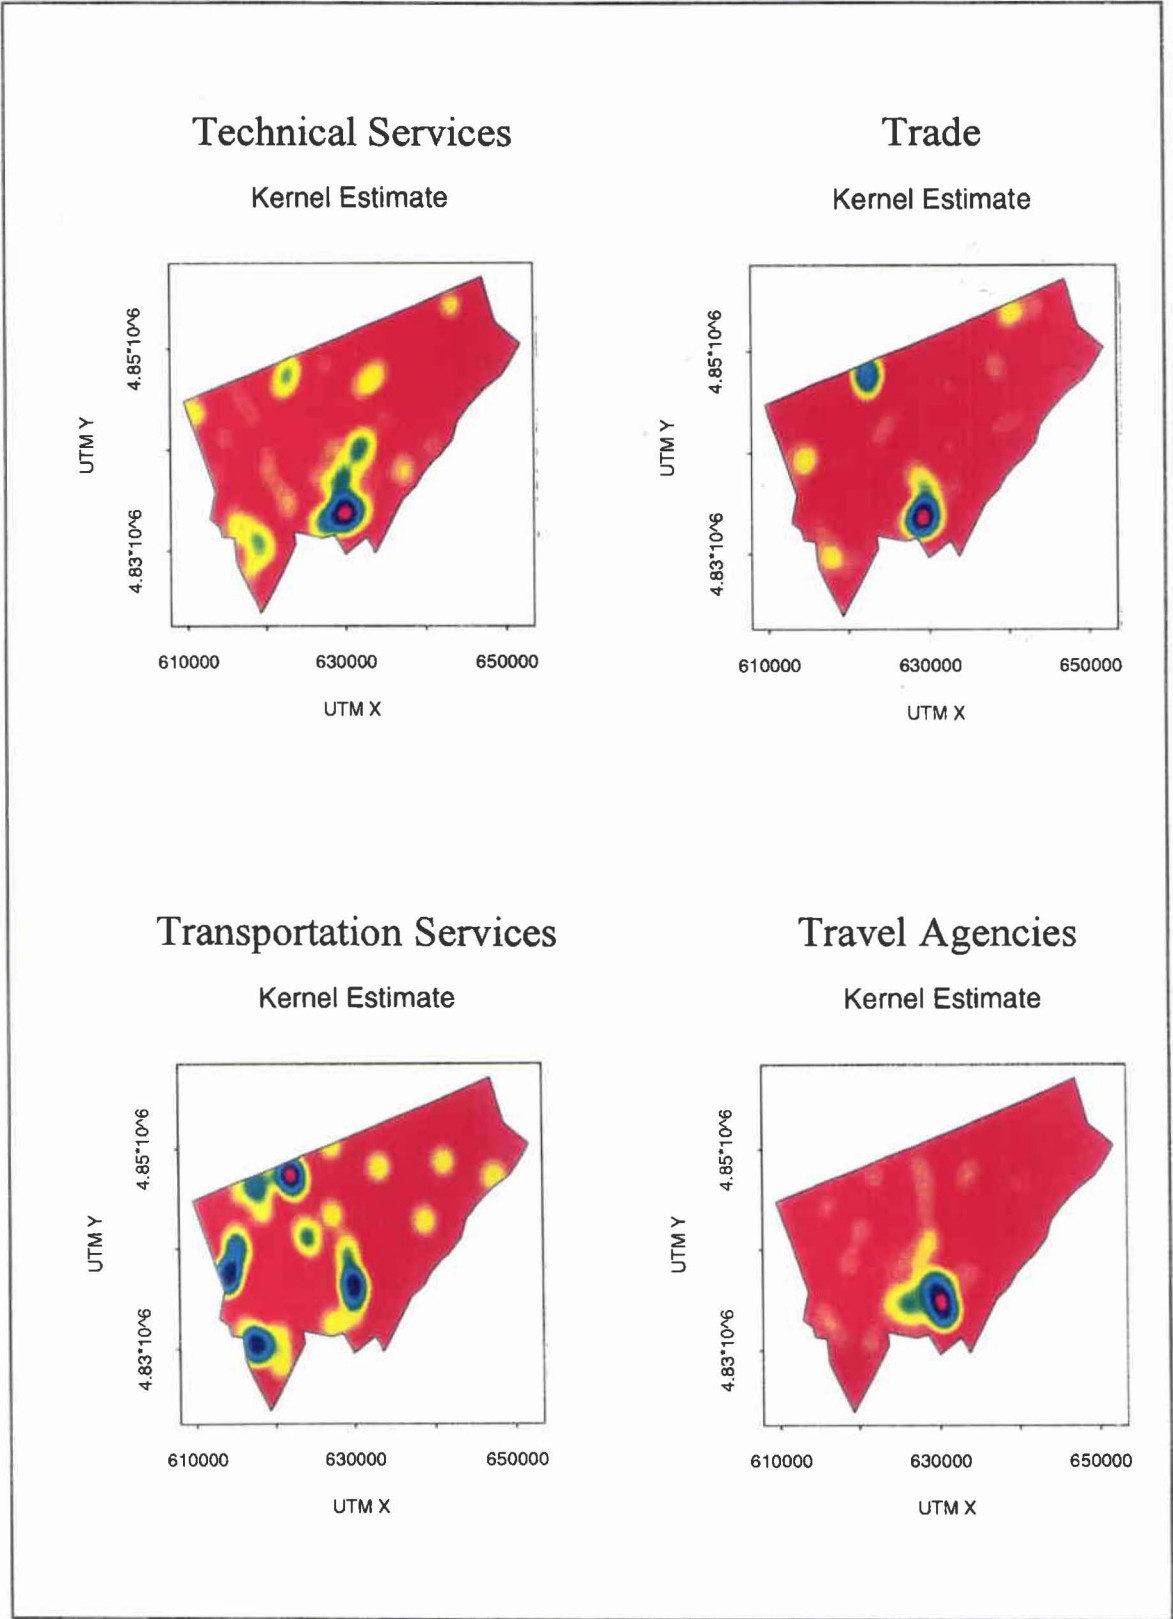 Technical Services
Kernel Estimate
4.85*10^6
4.83*10^6
UTM Y
610000 630000 650000
UTM X
Trade
Kernel Estimate
4.85*10^6
4.83*10^6
UTM Y
610000 630000 650000
UTM X
Transportation Services
Kernel Estimate
4.85*10^6
4.83*10^6
UTM Y
610000 630000 650000
UTM X
Travel Agencies
Kernel Estimate
4.85*10^6
4.83*10^6
UTM Y
610000 630000 650000
UTM X